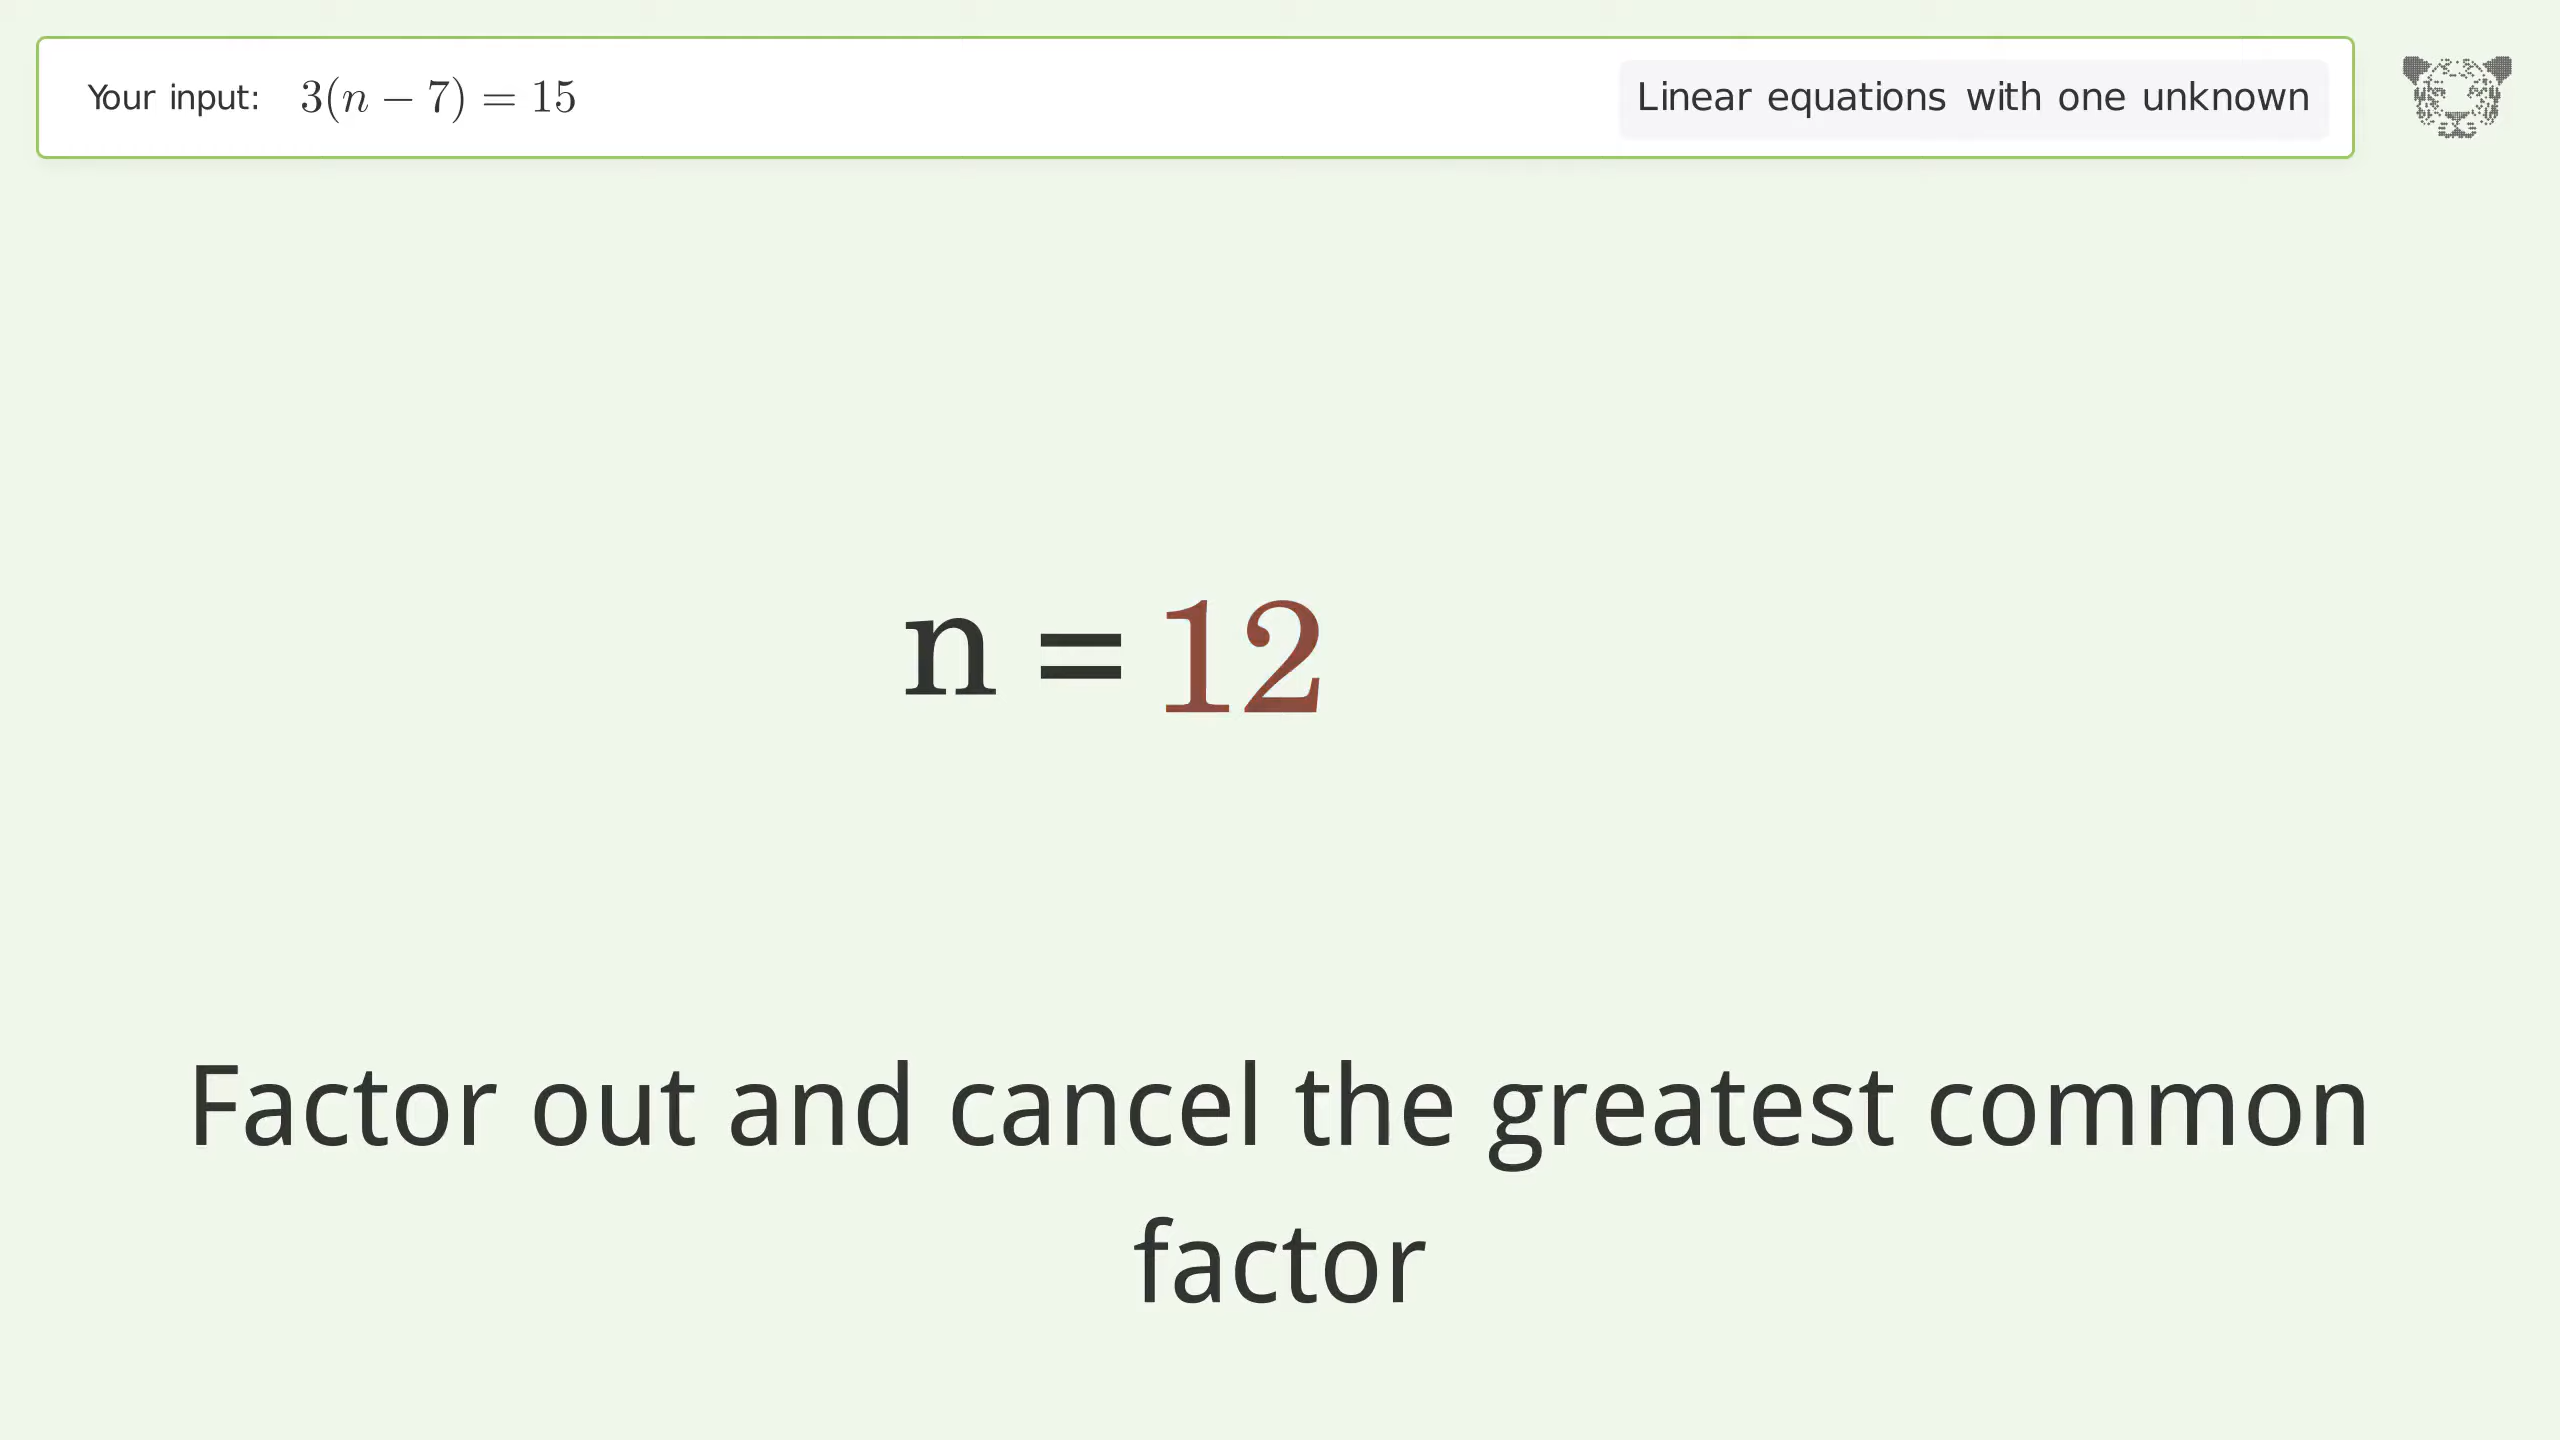 Your input: 3(n − 7) = 15
Linear equations with one unknown
n = 12
Factor out and cancel the greatest common
factor